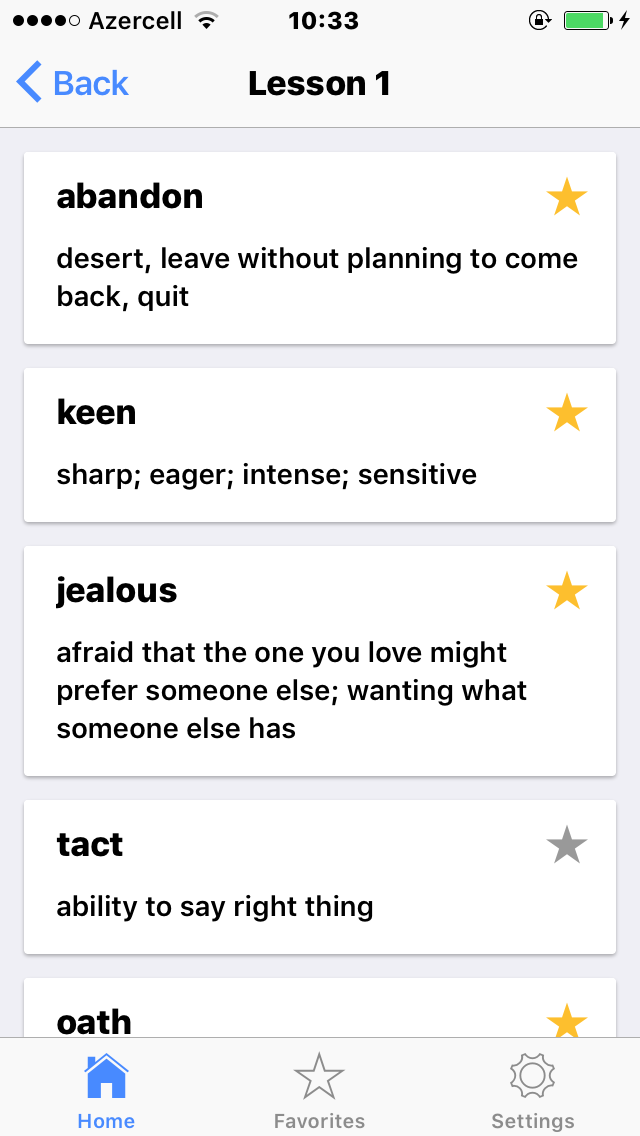 Azercell 10:33
Back Lesson 1
abandon
desert, leave without planning to come
back, quit
keen
sharp; eager; intense; sensitive
jealous
afraid that the one you love might
prefer someone else; wanting what
someone else has
tact
ability to say right thing
oath
Home Favorites Settings